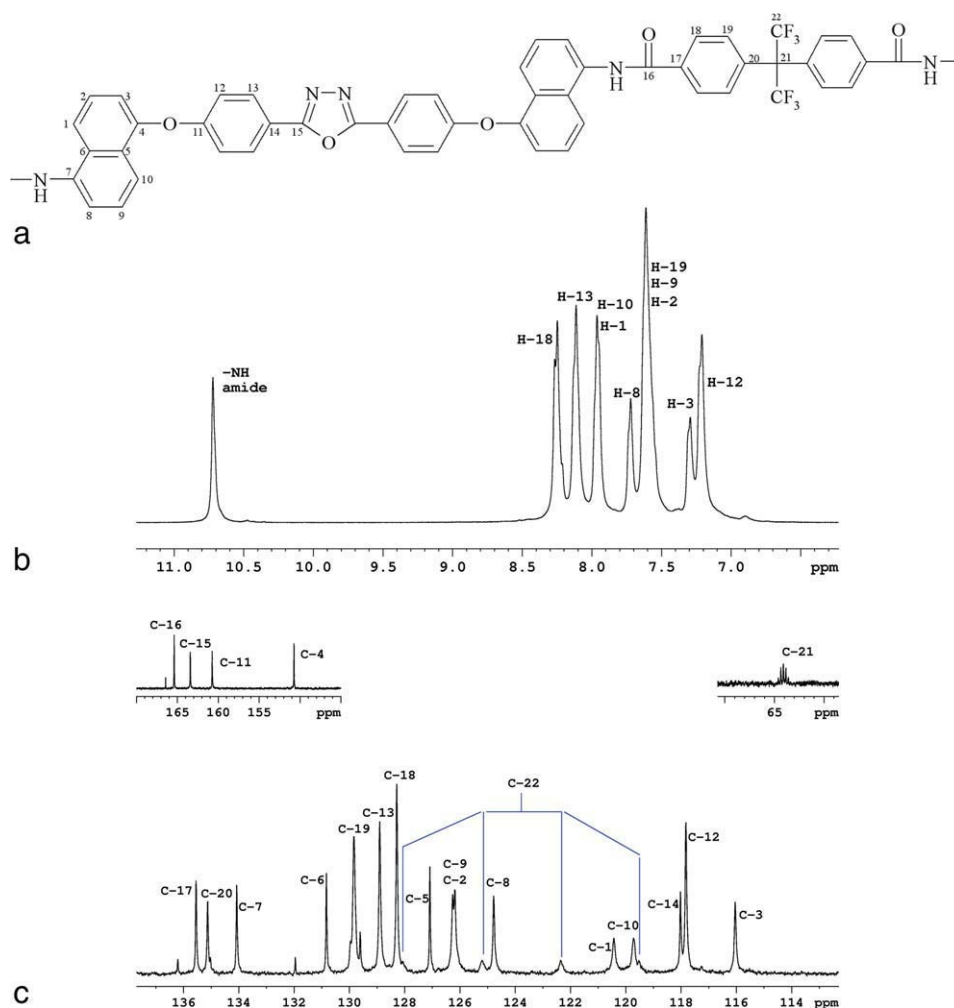 22
O
18
19
CF₃
O
17
20
21
N
H
16
CF₃
N
H
12
13
N–N
2
3
1
4
O
11
14
15
O
O
6
5
N
H
7
10
8
9
a
H-19
H-9
H-2
H-13
H-10
H-1
H-18
–NH
amide
H-8
H-3
H-12
b
11.0 10.5 10.0 9.5 9.0 8.5 8.0 7.5 7.0 ppm
C-16
C-15
C-11
C-4
C-21
165 160 155 ppm
65 ppm
C-18
C-22
C-13
C-19
C-12
C-9
C-2
C-6
C-17
C-20
C-7
C-5
C-8
C-14
C-10
C-1
C-3
c
136 134 132 130 128 126 124 122 120 118 116 114 ppm